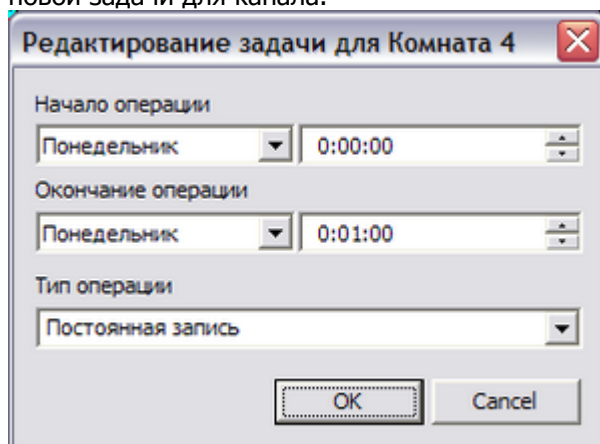 новой задачи для канала.
Редактирование задачи для Комната 4
Начало операции
Понедельник 0:00:00
Окончание операции
Понедельник 0:01:00
Тип операции
Постоянная запись
OK Cancel